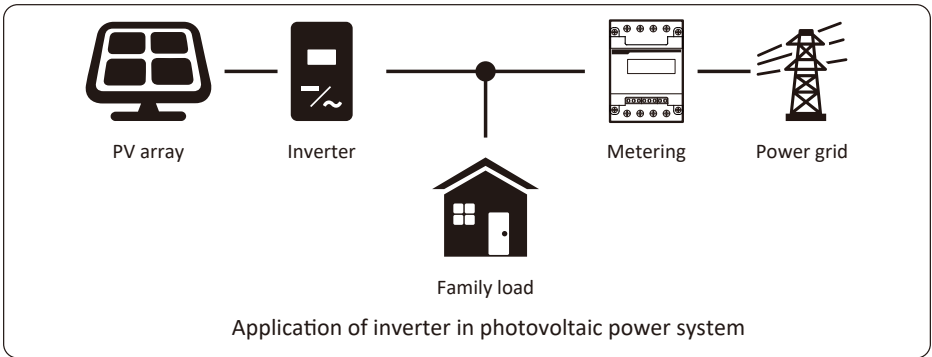 PV array
Inverter
Metering
Power grid
Family load
Application of inverter in photovoltaic power system